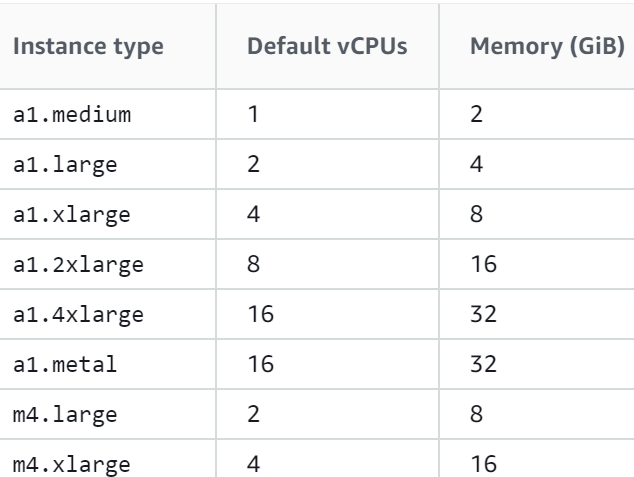 Instance type Default vCPUs Memory (GiB)
a1.medium 1 2
a1.large 2 4
a1.xlarge 4 8
a1.2xlarge 8 16
a1.4xlarge 16 32
a1.metal 16 32
m4.large 2 8
m4.xlarge 4 16